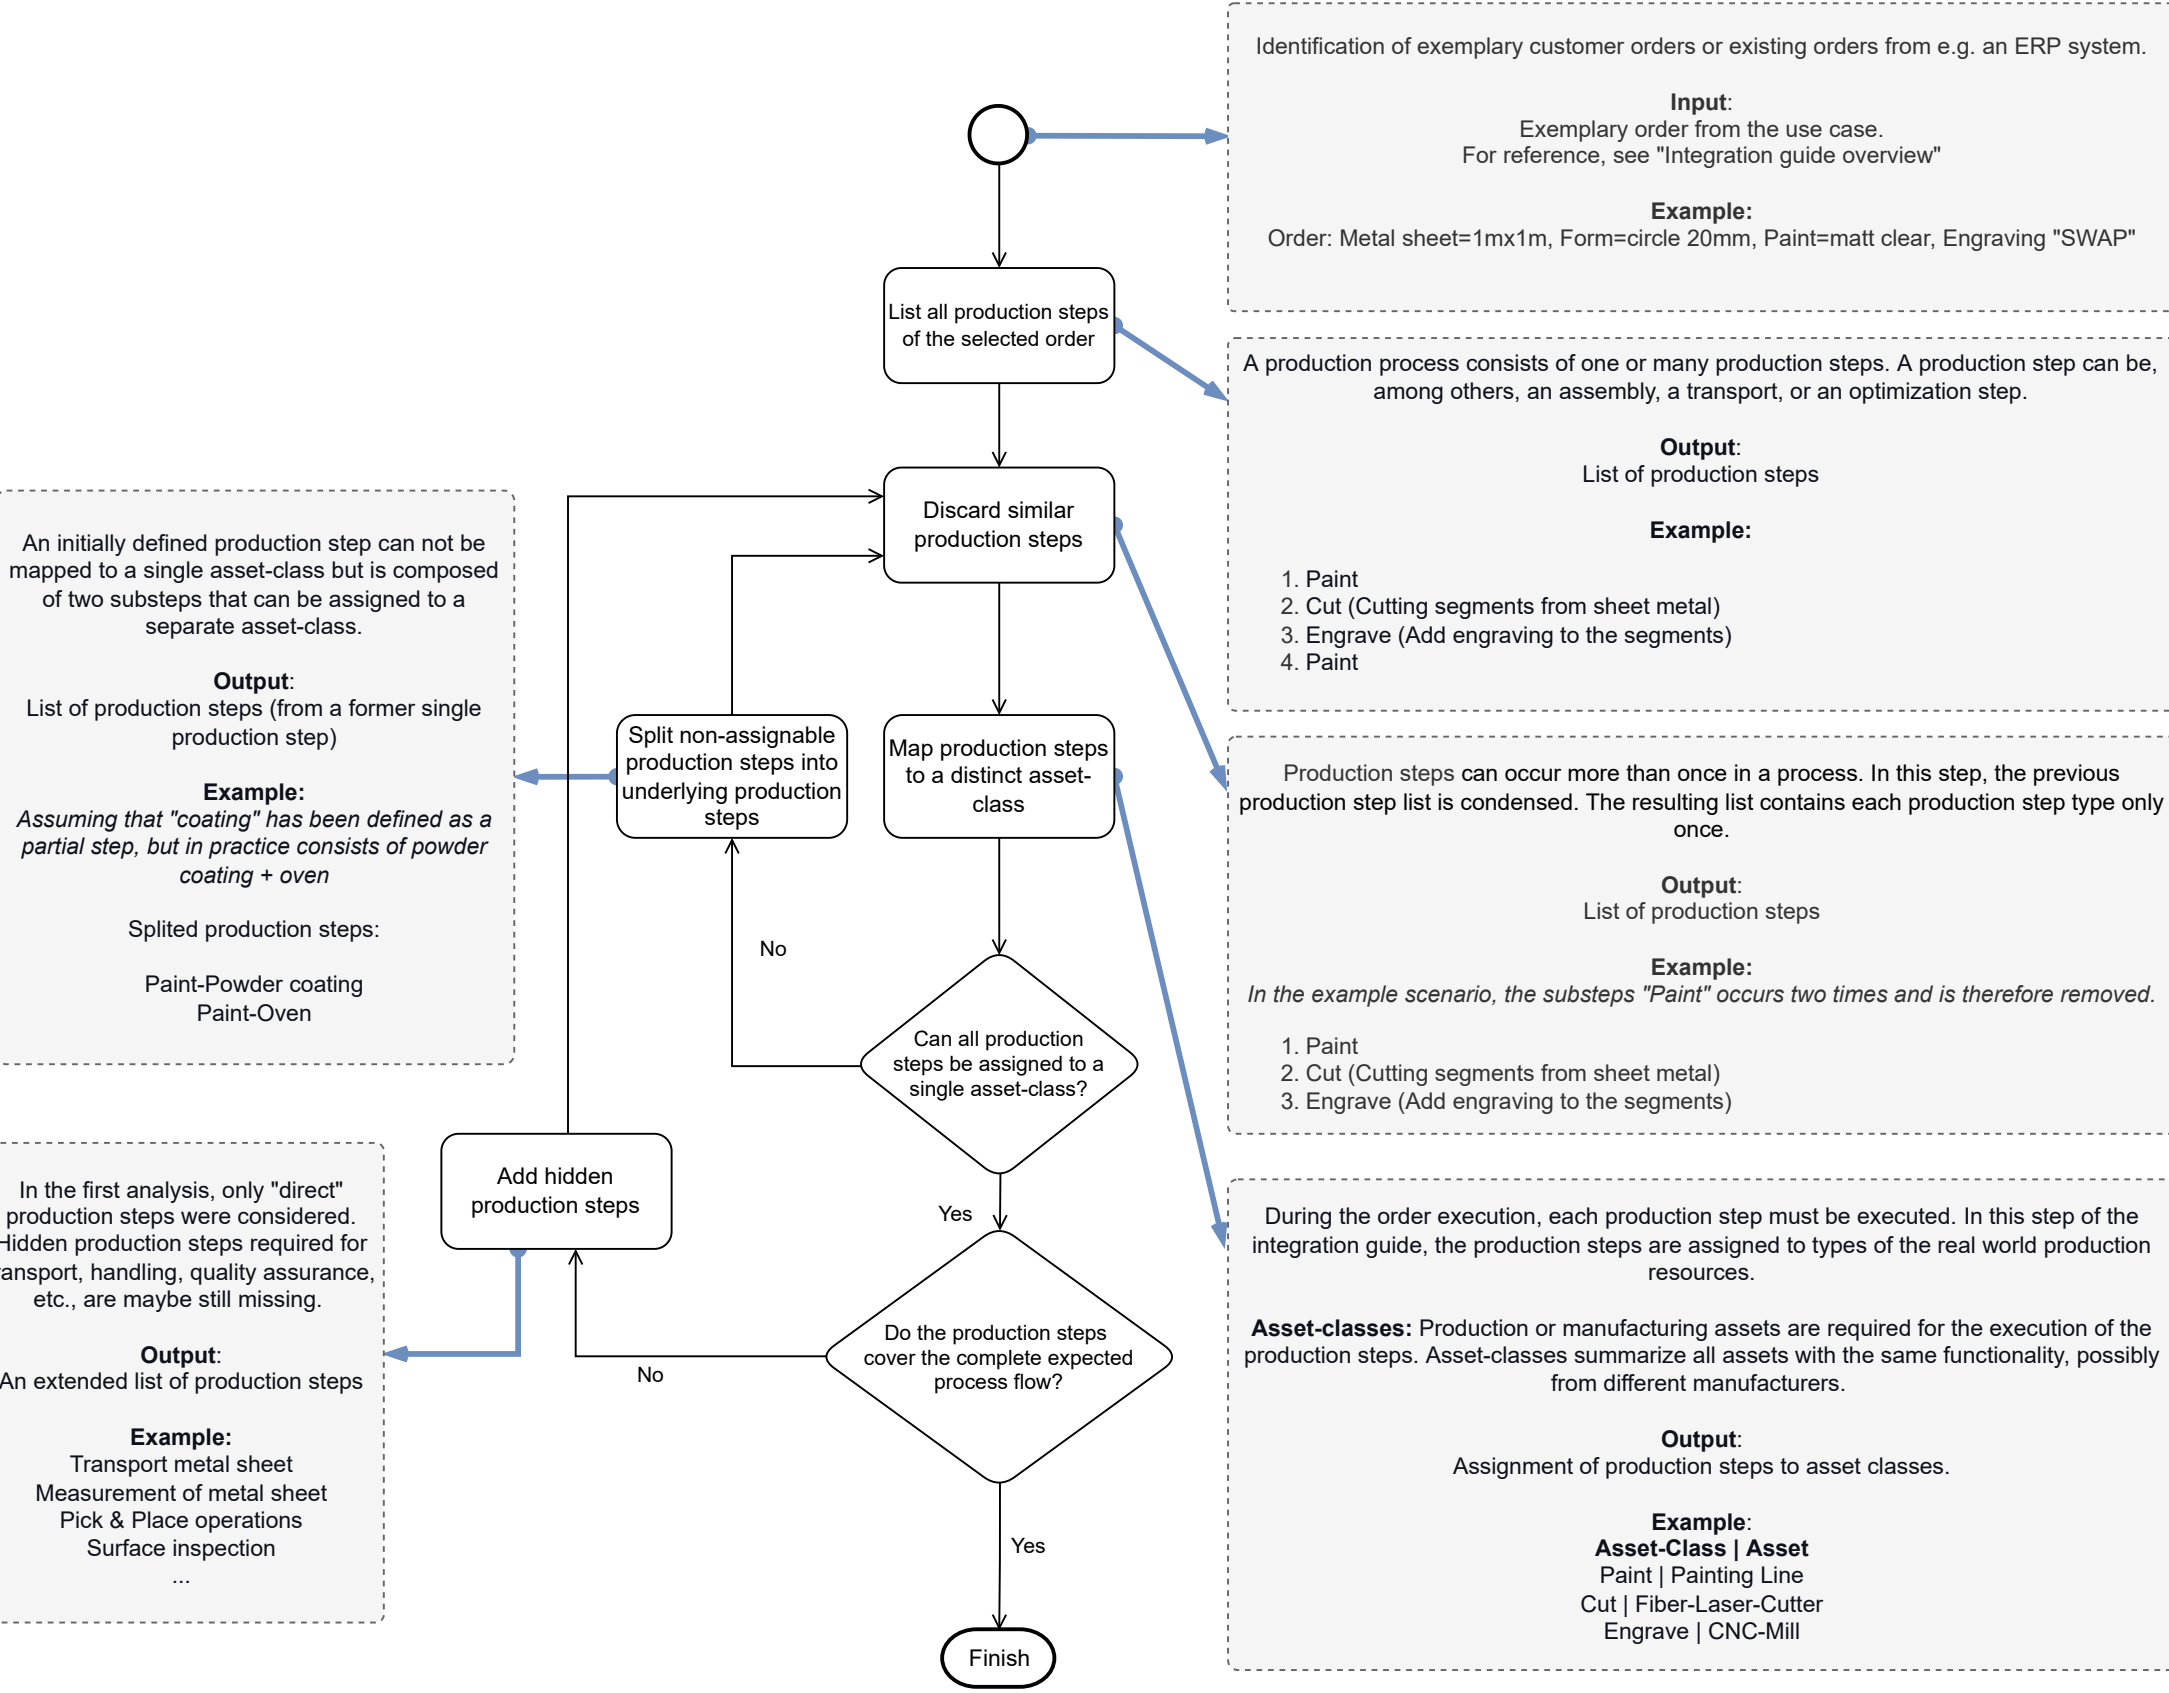 Identification of exemplary customer orders or existing orders from e.g. an ERP system.
Input:
Exemplary order from the use case.
For reference, see "Integration guide overview"
Example:
Order: Metal sheet=1mx1m, Form=circle 20mm, Paint=matt clear, Engraving "SWAP"
List all production steps
of the selected order
A production process consists of one or many production steps. A production step can be,
among others, an assembly, a transport, or an optimization step.
Output:
List of production steps
Example:
1. Paint
2. Cut (Cutting segments from sheet metal)
3. Engrave (Add engraving to the segments)
4. Paint
Discard similar
production steps
Production steps can occur more than once in a process. In this step, the previous
production step list is condensed. The resulting list contains each production step type only
once.
Output:
List of production steps
Example:
In the example scenario, the substeps "Paint" occurs two times and is therefore removed.
1. Paint
2. Cut (Cutting segments from sheet metal)
3. Engrave (Add engraving to the segments)
An initially defined production step can not be
mapped to a single asset-class but is composed
of two substeps that can be assigned to a
separate asset-class.
Output:
List of production steps (from a former single
production step)
Example:
Assuming that "coating" has been defined as a
partial step, but in practice consists of powder
coating + oven
Splited production steps:
Paint-Powder coating
Paint-Oven
Split non-assignable
production steps into
underlying production
steps
Map production steps
to a distinct asset-
class
No
Can all production
steps be assigned to a
single asset-class?
Yes
Add hidden
production steps
In the first analysis, only "direct"
production steps were considered.
Hidden production steps required for
ransport, handling, quality assurance,
etc., are maybe still missing.
Output:
An extended list of production steps
Example:
Transport metal sheet
Measurement of metal sheet
Pick & Place operations
Surface inspection
...
Do the production steps
cover the complete expected
process flow?
No
Yes
Finish
During the order execution, each production step must be executed. In this step of the
integration guide, the production steps are assigned to types of the real world production
resources.
Asset-classes: Production or manufacturing assets are required for the execution of the
production steps. Asset-classes summarize all assets with the same functionality, possibly
from different manufacturers.
Output:
Assignment of production steps to asset classes.
Example:
Asset-Class | Asset
Paint | Painting Line
Cut | Fiber-Laser-Cutter
Engrave | CNC-Mill